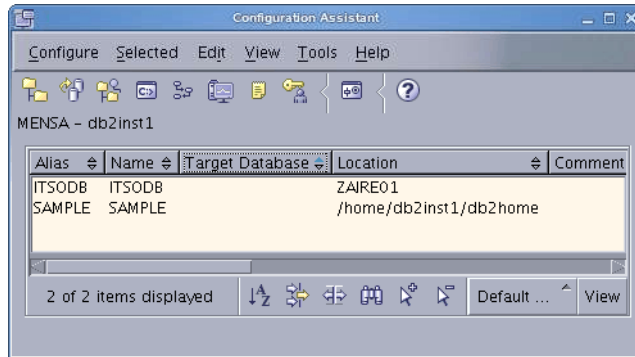 Configuration Assistant
Configure Selected Edit View Tools Help
MENSA - db2inst1
Alias Name Target Database Location Comment
ITSODB ITSODB ZAIRE01
SAMPLE SAMPLE /home/db2inst1/db2home
2 of 2 items displayed Default ... View